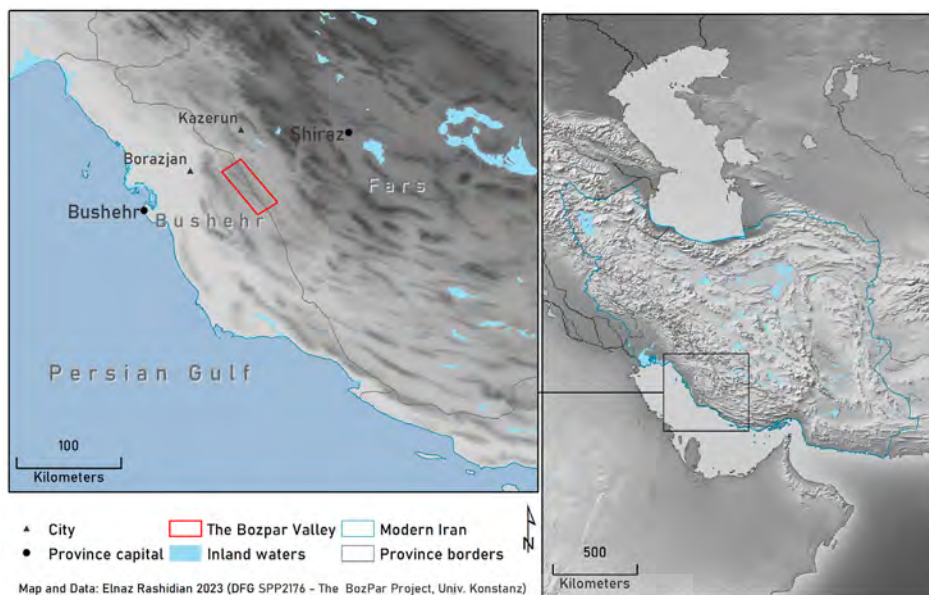 Kazerun
Shiraz
Borazjan
Fars
Bushehr
Bushehr
Persian Gulf
100
Kilometers
500
Kilometers
City
The Bozpar Valley
Modern Iran
Province capital
Inland waters
Province borders
N
Map and Data: Elnaz Rashidian 2023 (DFG SPP2176 - The BozPar Project, Univ. Konstanz)